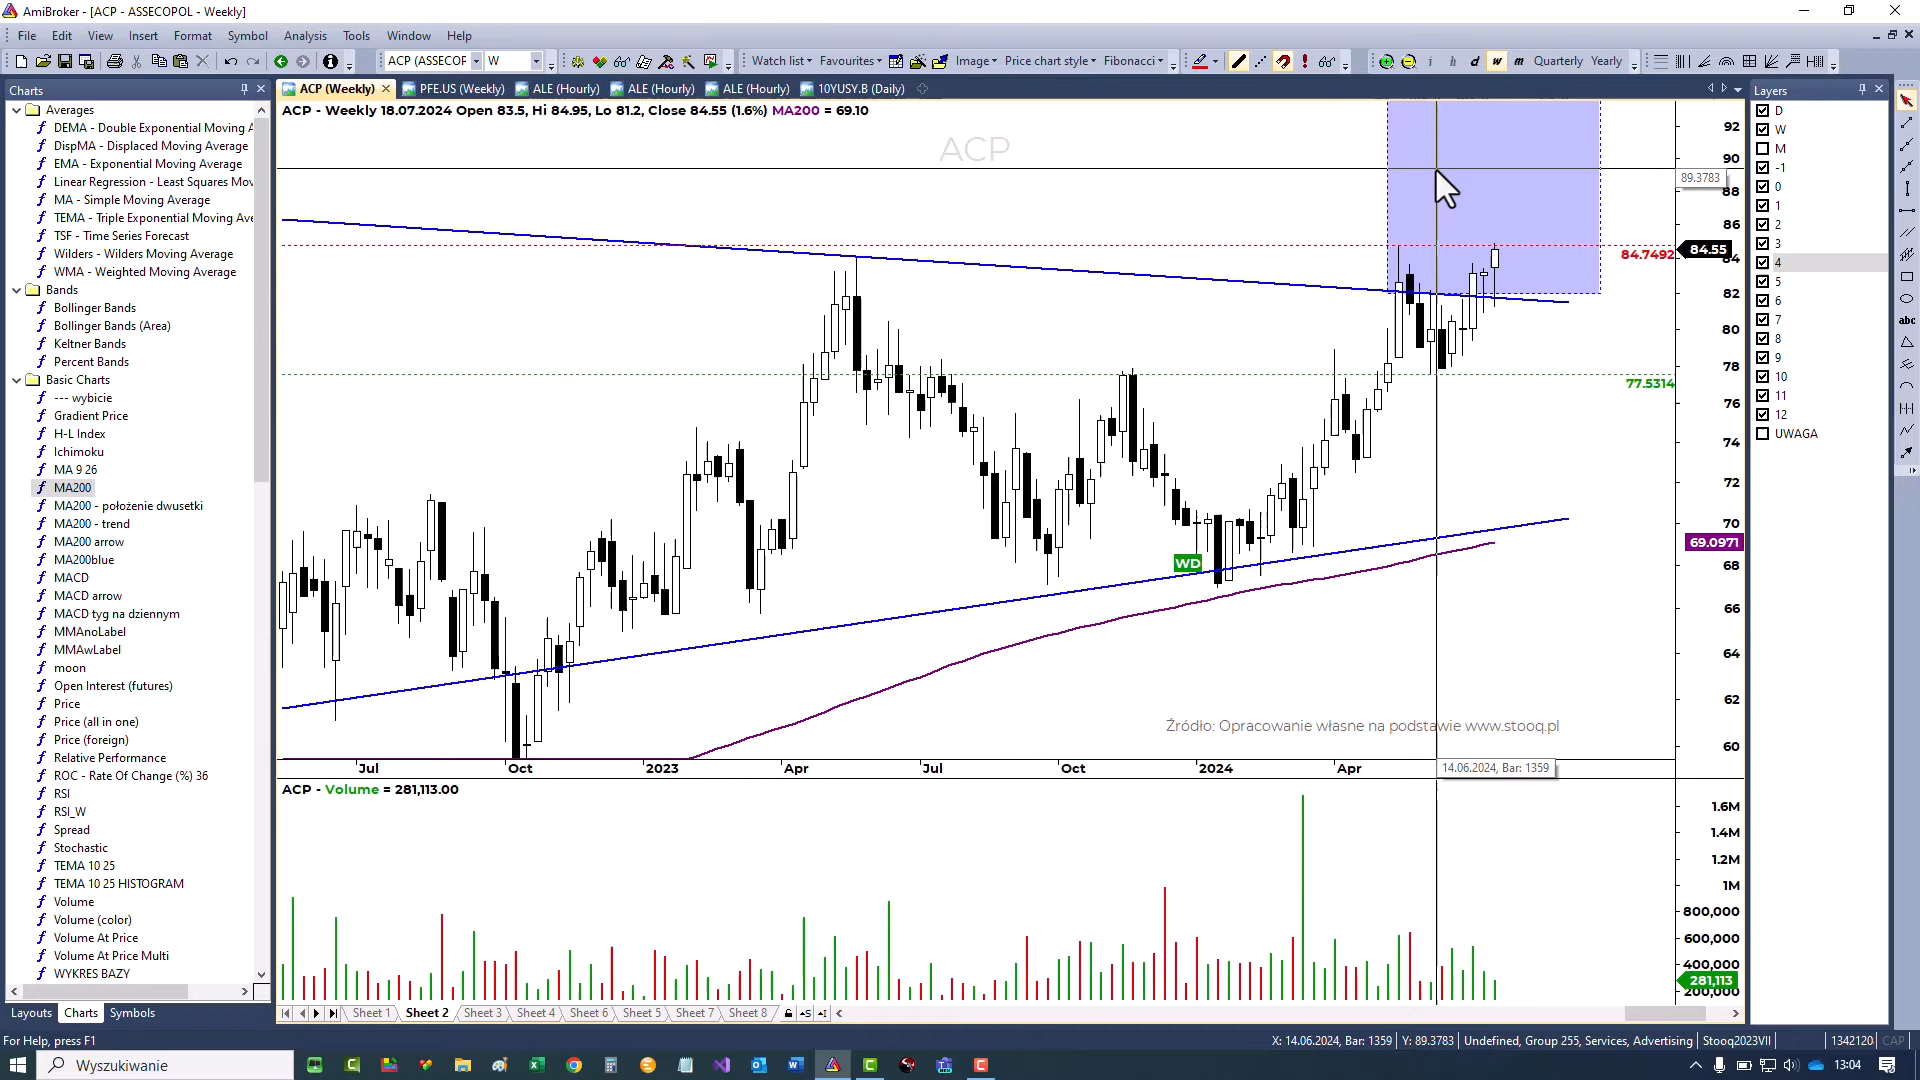 AmiBroker - [ACP - ASSECOPOL - Weekly]
File Edit View Insert Format Symbol Analysis Tools Window Help
ACP (ASSECOP W Watch list Favourites Image Price chart style Fibonacci i h d w m Quarterly Yearly
Charts
ACP (Weekly) PFE.US (Weekly) ALE (Hourly) ALE (Hourly) ALE (Hourly) 10YUSY.B (Daily)
Layers
Averages
DEMA - Double Exponential Moving A
DispMA - Displaced Moving Average
EMA - Exponential Moving Average
Linear Regression - Least Squares Mov
MA - Simple Moving Average
TEMA - Triple Exponential Moving Ave
TSF - Time Series Forecast
Wilders - Wilders Moving Average
WMA - Weighted Moving Average
Bands
Bollinger Bands
Bollinger Bands (Area)
Keltner Bands
Percent Bands
Basic Charts
--- wybicie
Gradient Price
H-L Index
Ichimoku
MA 9 26
MA200
MA200 - położenie dwusetki
MA200 - trend
MA200 arrow
MA200blue
MACD
MACD arrow
MACD tyg na dziennym
MMAnoLabel
MMAwLabel
moon
Open Interest (futures)
Price
Price (all in one)
Price (foreign)
Relative Performance
ROC - Rate Of Change (%) 36
RSI
RSI_W
Spread
Stochastic
TEMA 10 25
TEMA 10 25 HISTOGRAM
Volume
Volume (color)
Volume At Price
Volume At Price Multi
WYKRES BAZY
Layouts Charts Symbols
ACP - Weekly 18.07.2024 Open 83.5, Hi 84.95, Lo 81.2, Close 84.55 (1.6%) MA200 = 69.10
ACP
92
90
89.3783
88
86
84.7492
84.55
84
82
80
78
77.5314
76
74
72
70
69.0971
68
66
64
62
60
WD
Źródło: Opracowanie własne na podstawie www.stooq.pl
Jul Oct 2023 Apr Jul Oct 2024 Apr
14.06.2024, Bar: 1359
ACP - Volume = 281,113.00
1.6M
1.4M
1.2M
1M
800,000
600,000
400,000
281,113
200,000
Sheet 1 Sheet 2 Sheet 3 Sheet 4 Sheet 5 Sheet 6 Sheet 5 Sheet 7 Sheet 8
D
W
M
-1
0
1
2
3
4
5
6
7
8
9
10
11
12
UWAGA
abc
For Help, press F1
X: 14.06.2024, Bar: 1359 Y: 89.3783 Undefined, Group 255, Services, Advertising Stooq2023VII 1342120 CAP
Wyszukiwanie
13:04